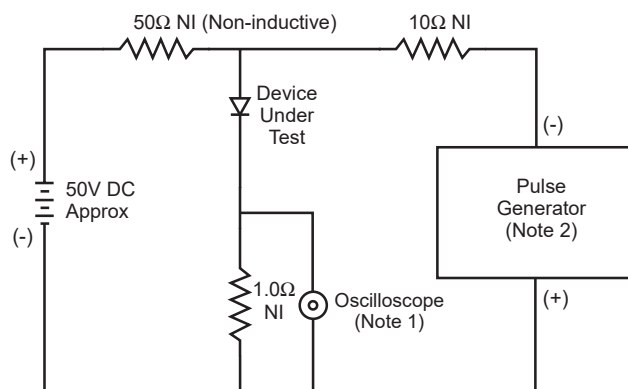 50Ω NI (Non-inductive)
10Ω NI
Device
Under
Test
(-)
(+)
50V DC
Approx
(-)
Pulse
Generator
(Note 2)
1.0Ω
NI
Oscilloscope
(Note 1)
(+)